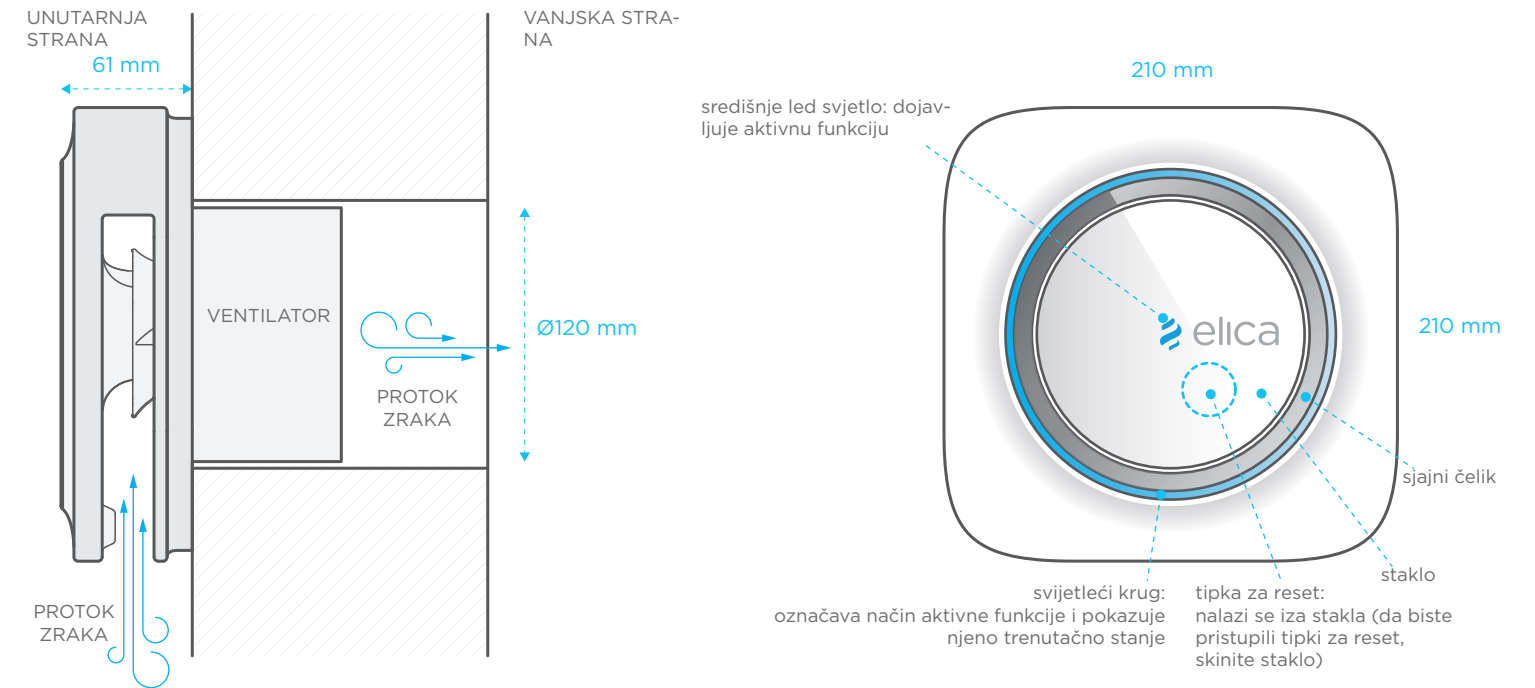 UNUTARNJA
STRANA
61 mm
VANJSKA STRA-
NA
VENTILATOR
Ø120 mm
PROTOK
ZRAKA
PROTOK
ZRAKA
210 mm
središnje led svjetlo: dojav-
ljuje aktivnu funkciju
elica
210 mm
sjajni čelik
staklo
svijetleći krug:
označava način aktivne funkcije i pokazuje
njeno trenutačno stanje
tipka za reset:
nalazi se iza stakla (da biste
pristupili tipki za reset,
skinite staklo)